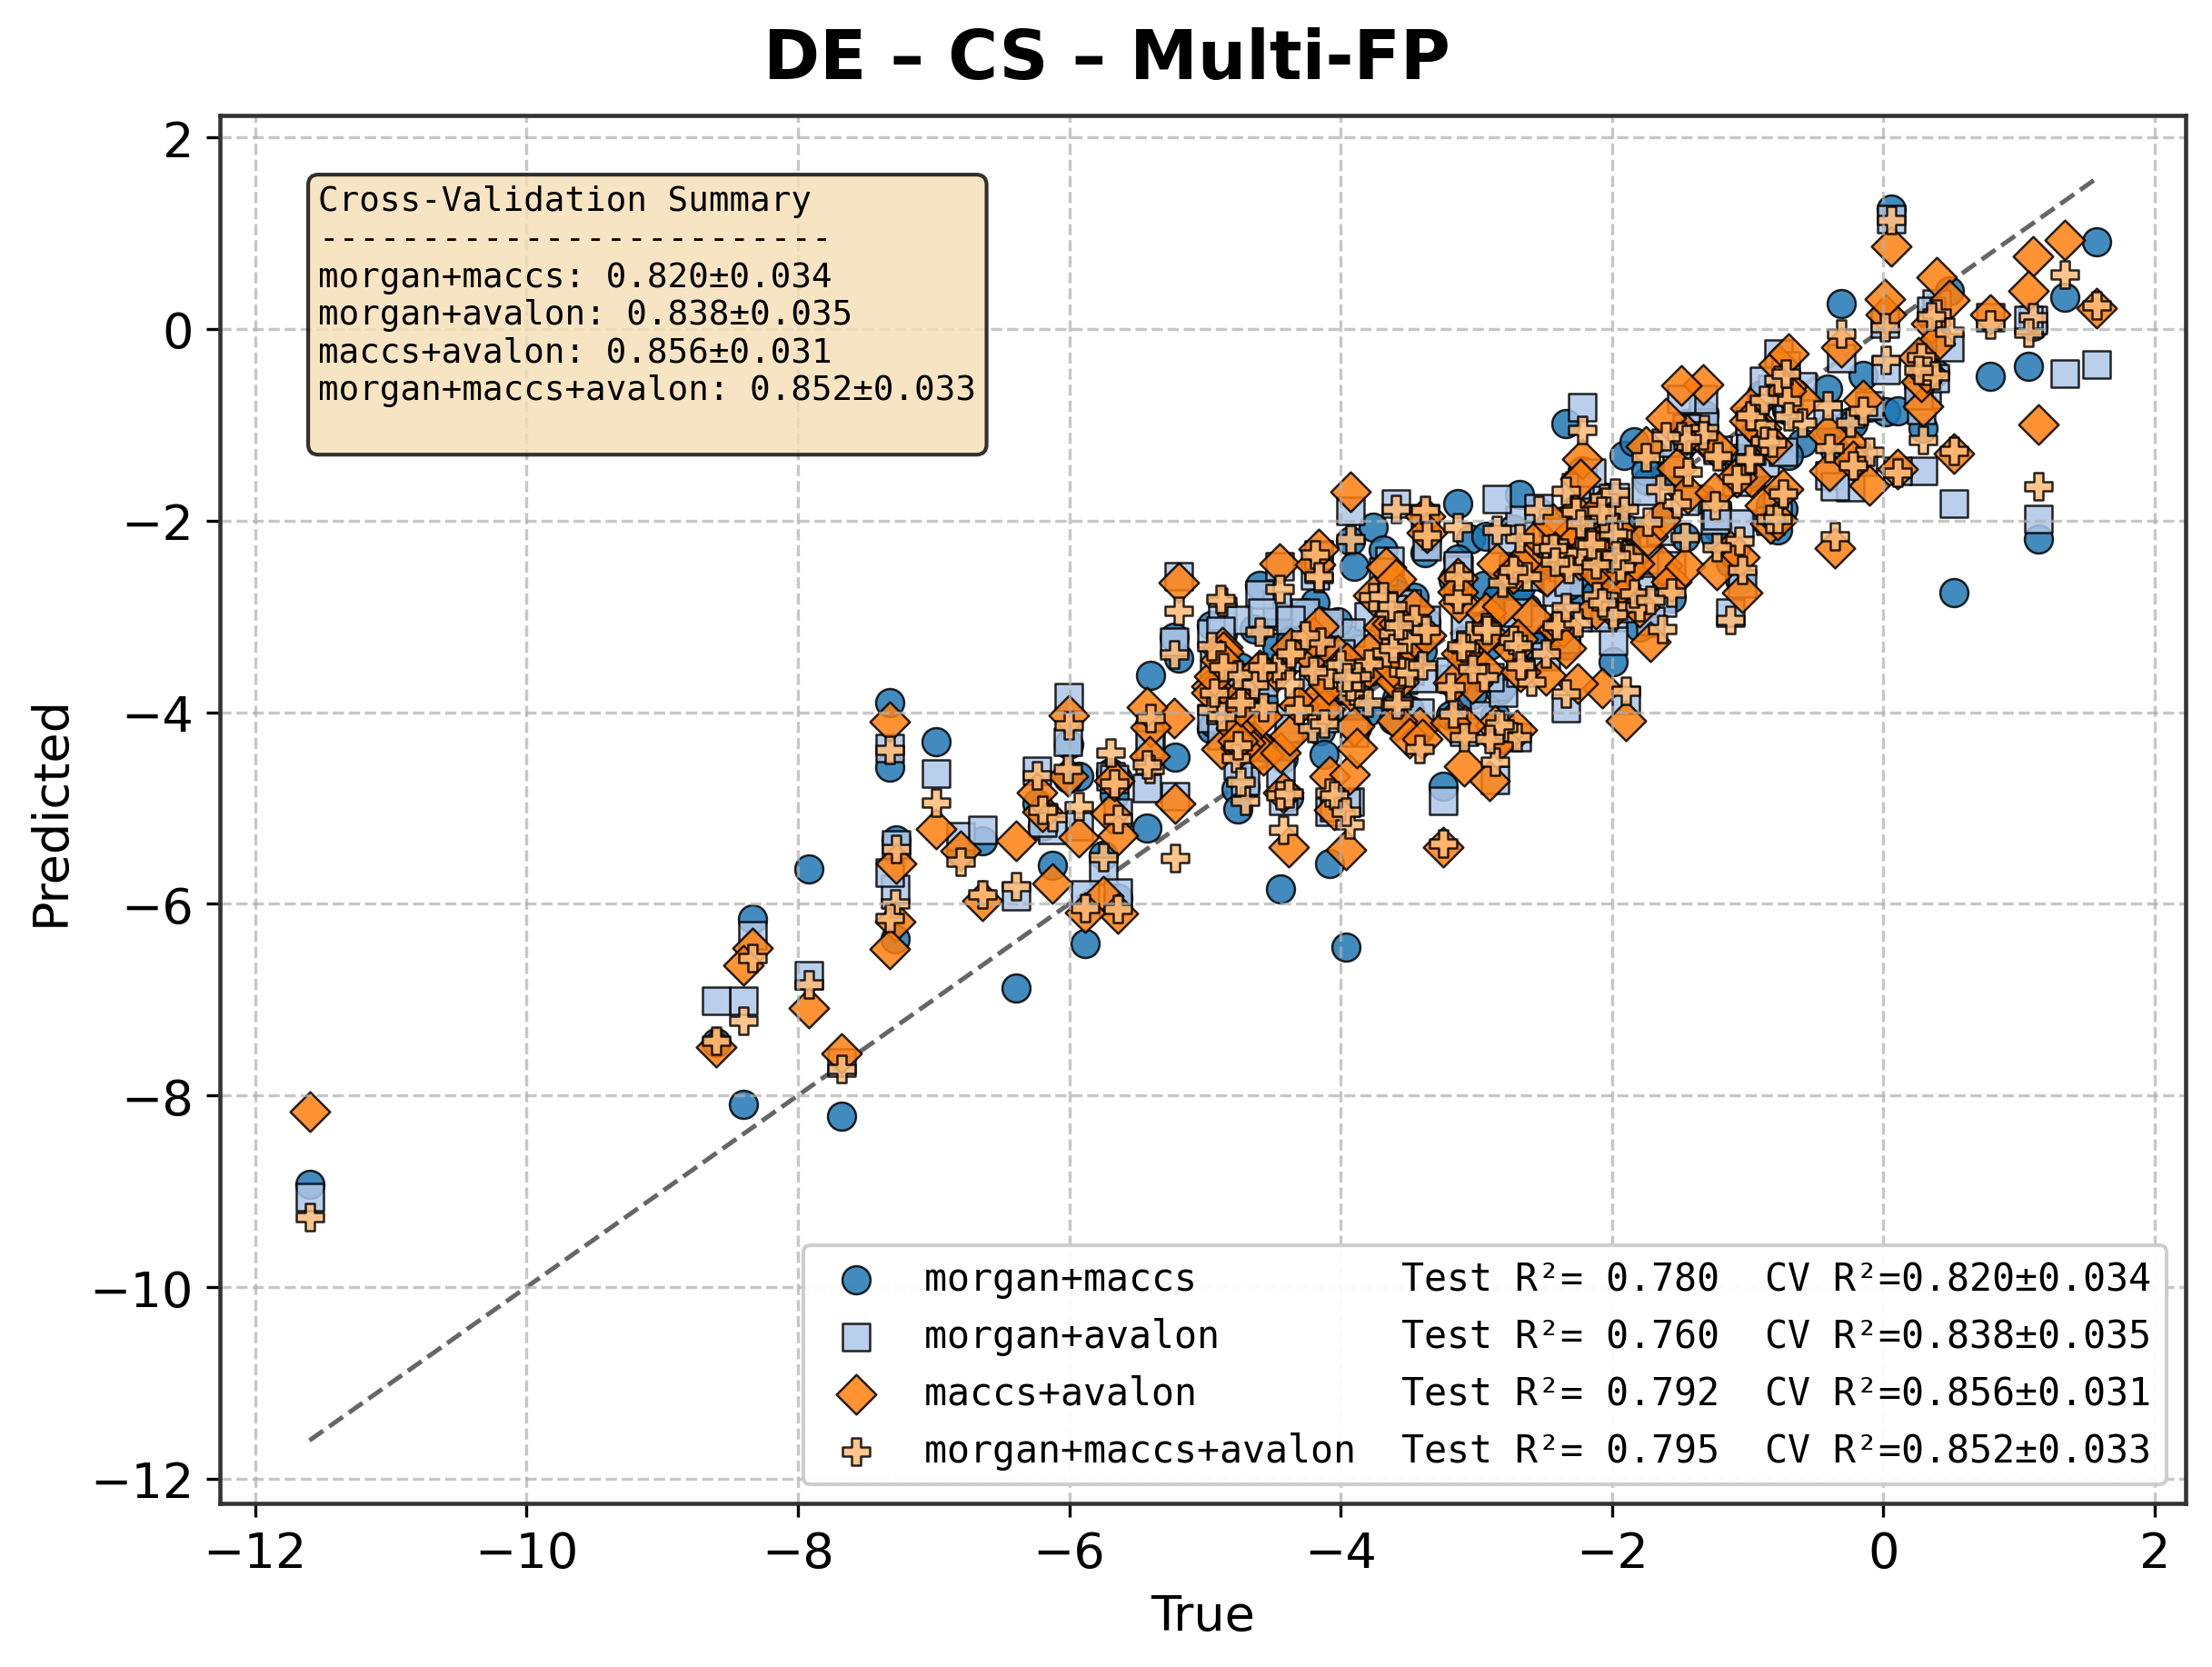 DE – CS – Multi-FP
Cross-Validation Summary
-------------------------
morgan+maccs: 0.820±0.034
morgan+avalon: 0.838±0.035
maccs+avalon: 0.856±0.031
morgan+maccs+avalon: 0.852±0.033
2
0
−2
−4
−6
−8
−10
−12
Predicted
morgan+maccs Test R²= 0.780 CV R²=0.820±0.034
morgan+avalon Test R²= 0.760 CV R²=0.838±0.035
maccs+avalon Test R²= 0.792 CV R²=0.856±0.031
morgan+maccs+avalon Test R²= 0.795 CV R²=0.852±0.033
−12 −10 −8 −6 −4 −2 0 2
True